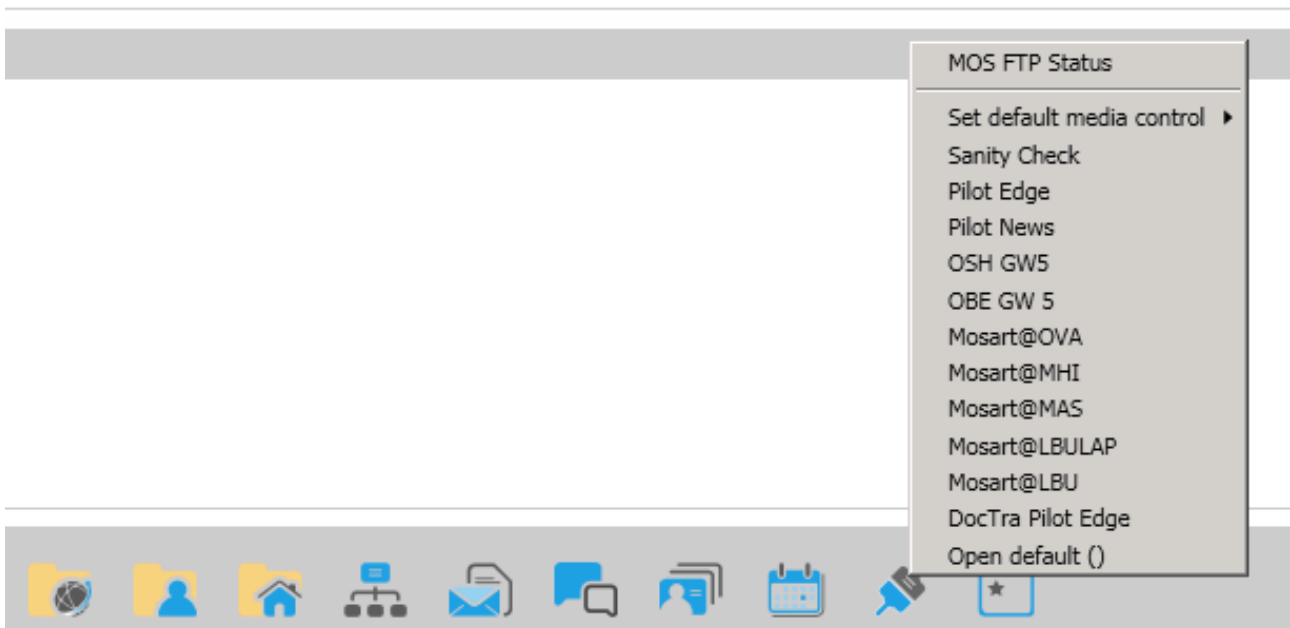 MOS FTP Status
Set default media control
Sanity Check
Pilot Edge
Pilot News
OSH GW5
OBE GW 5
Mosart@OVA
Mosart@MHI
Mosart@MAS
Mosart@LBULAP
Mosart@LBU
DocTra Pilot Edge
Open default ()